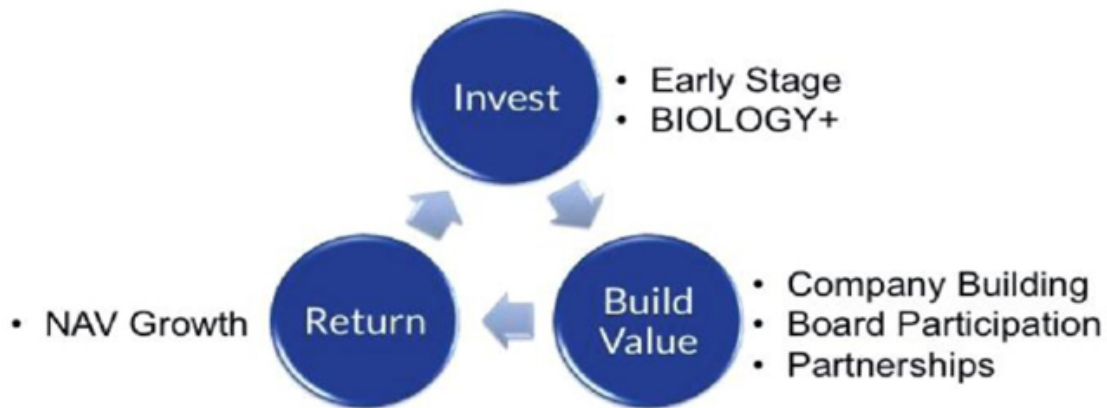 Invest
• Early Stage
• BIOLOGY+
Build
Value
• Company Building
• Board Participation
• Partnerships
Return
• NAV Growth